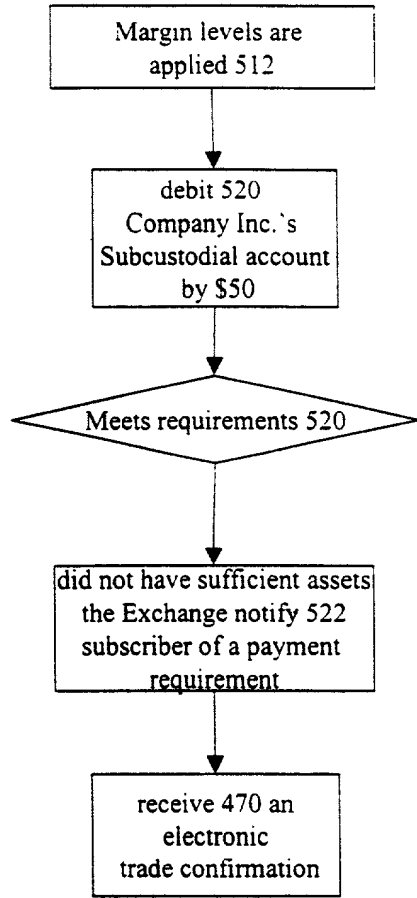 Margin levels are
applied 512
debit 520
Company Inc.`s
Subcustodial account
by $50
Meets requirements 520
did not have sufficient assets
the Exchange notify 522
subscriber of a payment
requirement
receive 470 an
electronic
trade confirmation